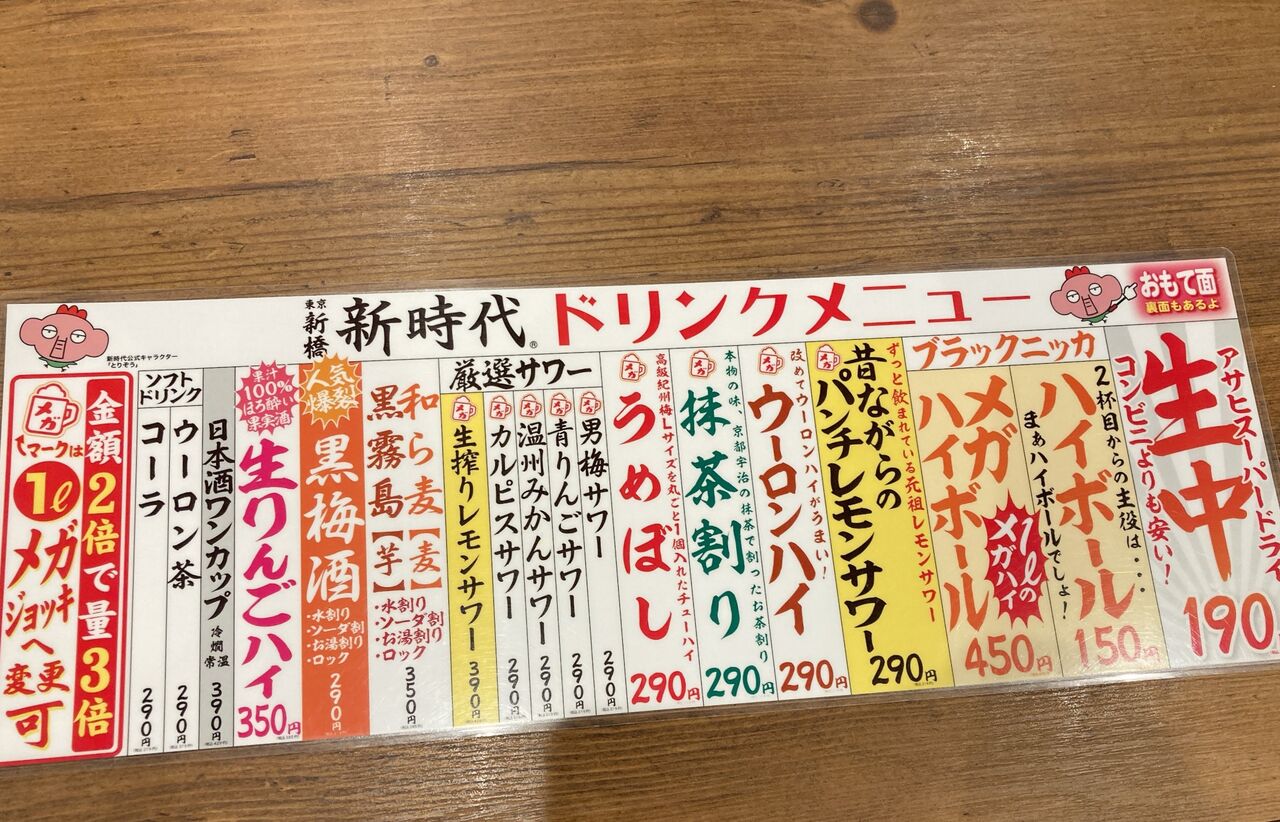 東京
新橋
新時代®
ドリンクメニュー
おもて面
裏面もあるよ
新時代公式キャラクター
「とりぞう」
アサヒスーパードライ
生中
コンビニよりも安い!
190
ブラックニッカ
2杯目からの主役は・・・
ハイボール
まぁハイボールでしょ!
150円
メガ
ハイボール
1ℓの
メガハイ
450円
ずっと飲まれている元祖レモンサワー
昔ながらの
パンチレモンサワー
290円
メガ
改めてウーロンハイがうまい!
ウーロンハイ
290円
メガ
本物の味、京都宇治の抹茶で割ったお茶割り
抹茶割り
290円
メガ
高級紀州梅Lサイズを丸ごと1個入れたチューハイ
うめぼし
290円
厳選サワー
メガ
男梅サワー
290円
メガ
青りんごサワー
290円
メガ
温州みかんサワー
290円
メガ
カルピスサワー
290円
メガ
生搾りレモンサワー
390円
和ら麦【麦】
黒霧島【芋】
・水割り
・ソーダ割
・お湯割り
・ロック
350円
人気
爆裂
黒梅酒
・水割り
・ソーダ割
・お湯割り
・ロック
290円
果汁
100%
ほろ酔い
果実酒
生りんごハイ
350円
日本酒ワンカップ
冷
燗
常温
390円
ソフト
ドリンク
ウーロン茶
290円
コーラ
290円
金額2倍で量3倍
メガ
マークは
1ℓ
メガ
ジョッキ
へ
変更
可